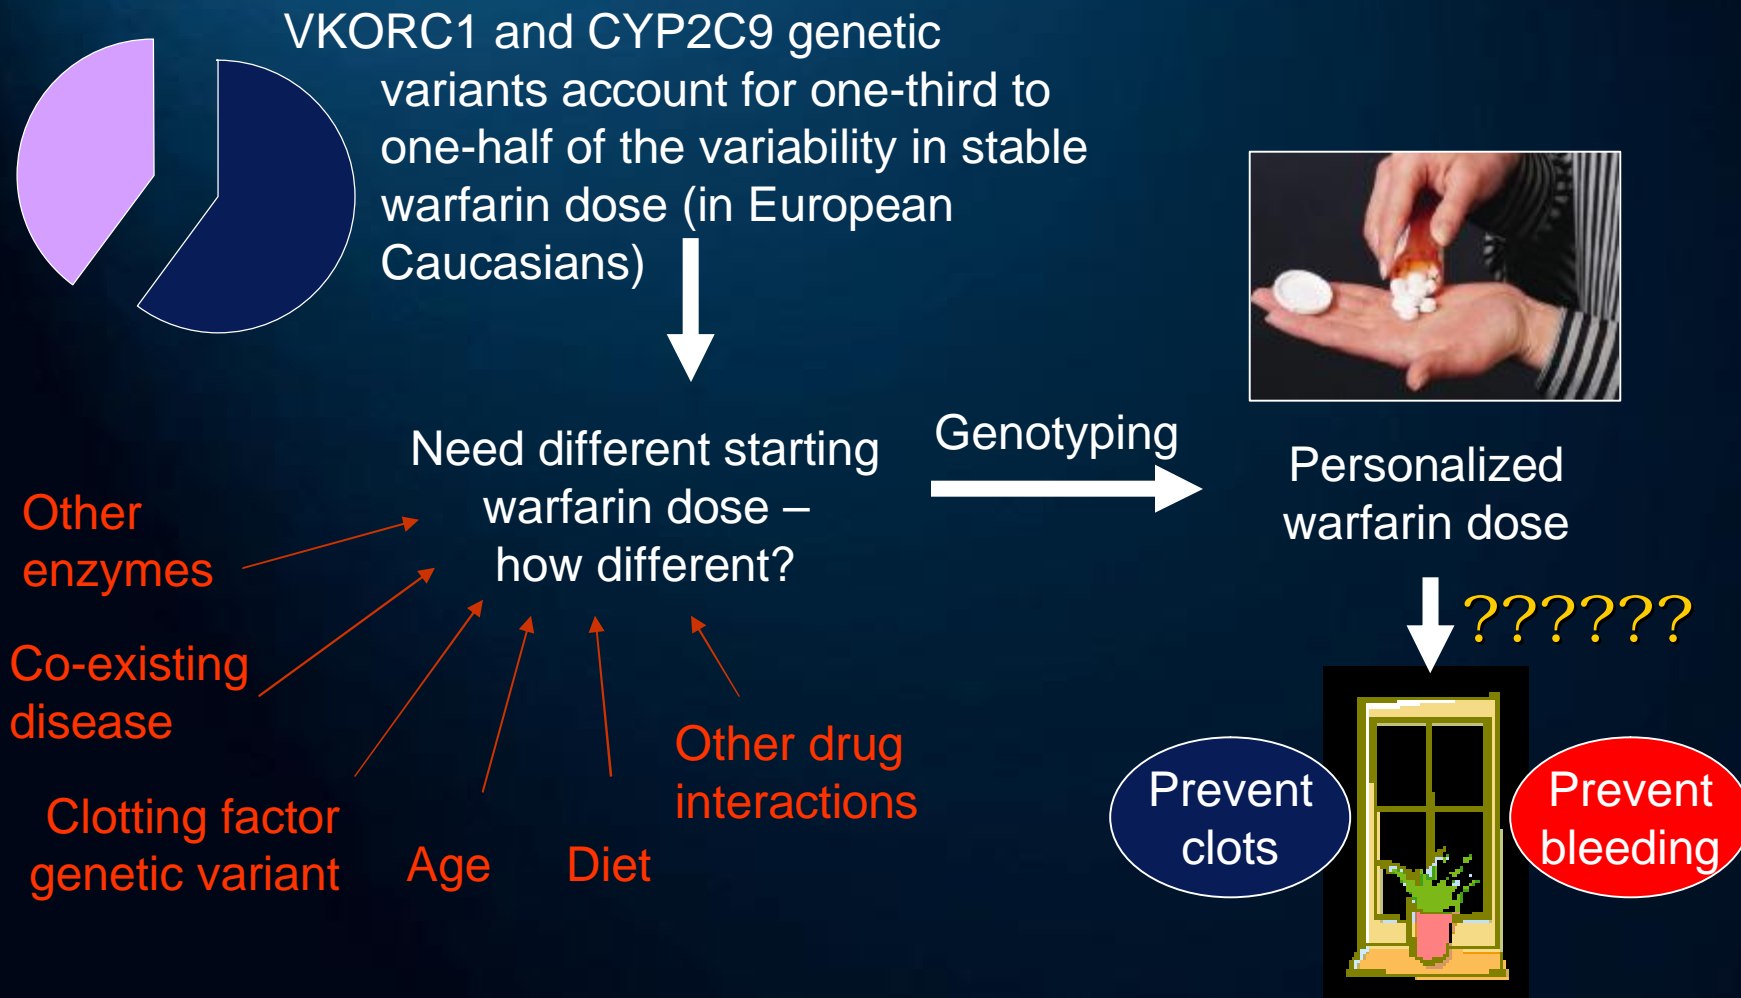 VKORC1 and CYP2C9 genetic
variants account for one-third to
one-half of the variability in stable
warfarin dose (in European
Caucasians)
Need different starting
warfarin dose –
how different?
Genotyping
Personalized
warfarin dose
??????
Other
enzymes
Co-existing
disease
Clotting factor
genetic variant
Age
Diet
Other drug
interactions
Prevent
clots
Prevent
bleeding